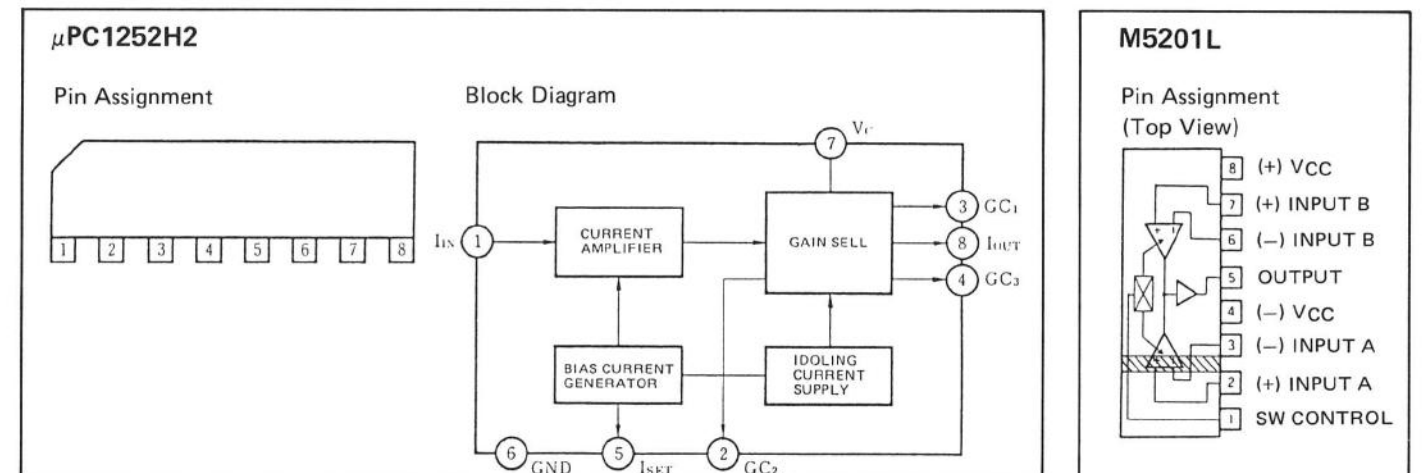 μPC1252H2
Pin Assignment
1 2 3 4 5 6 7 8
Block Diagram
7 VC
IIN 1
CURRENT
AMPLIFIER
GAIN SELL
3 GC1
8 IOUT
4 GC3
BIAS CURRENT
GENERATOR
IDOLING
CURRENT
SUPPLY
6 GND
5 ISET
2 GC2
M5201L
Pin Assignment
(Top View)
8 (+) VCC
7 (+) INPUT B
6 (−) INPUT B
5 OUTPUT
4 (−) VCC
3 (−) INPUT A
2 (+) INPUT A
1 SW CONTROL